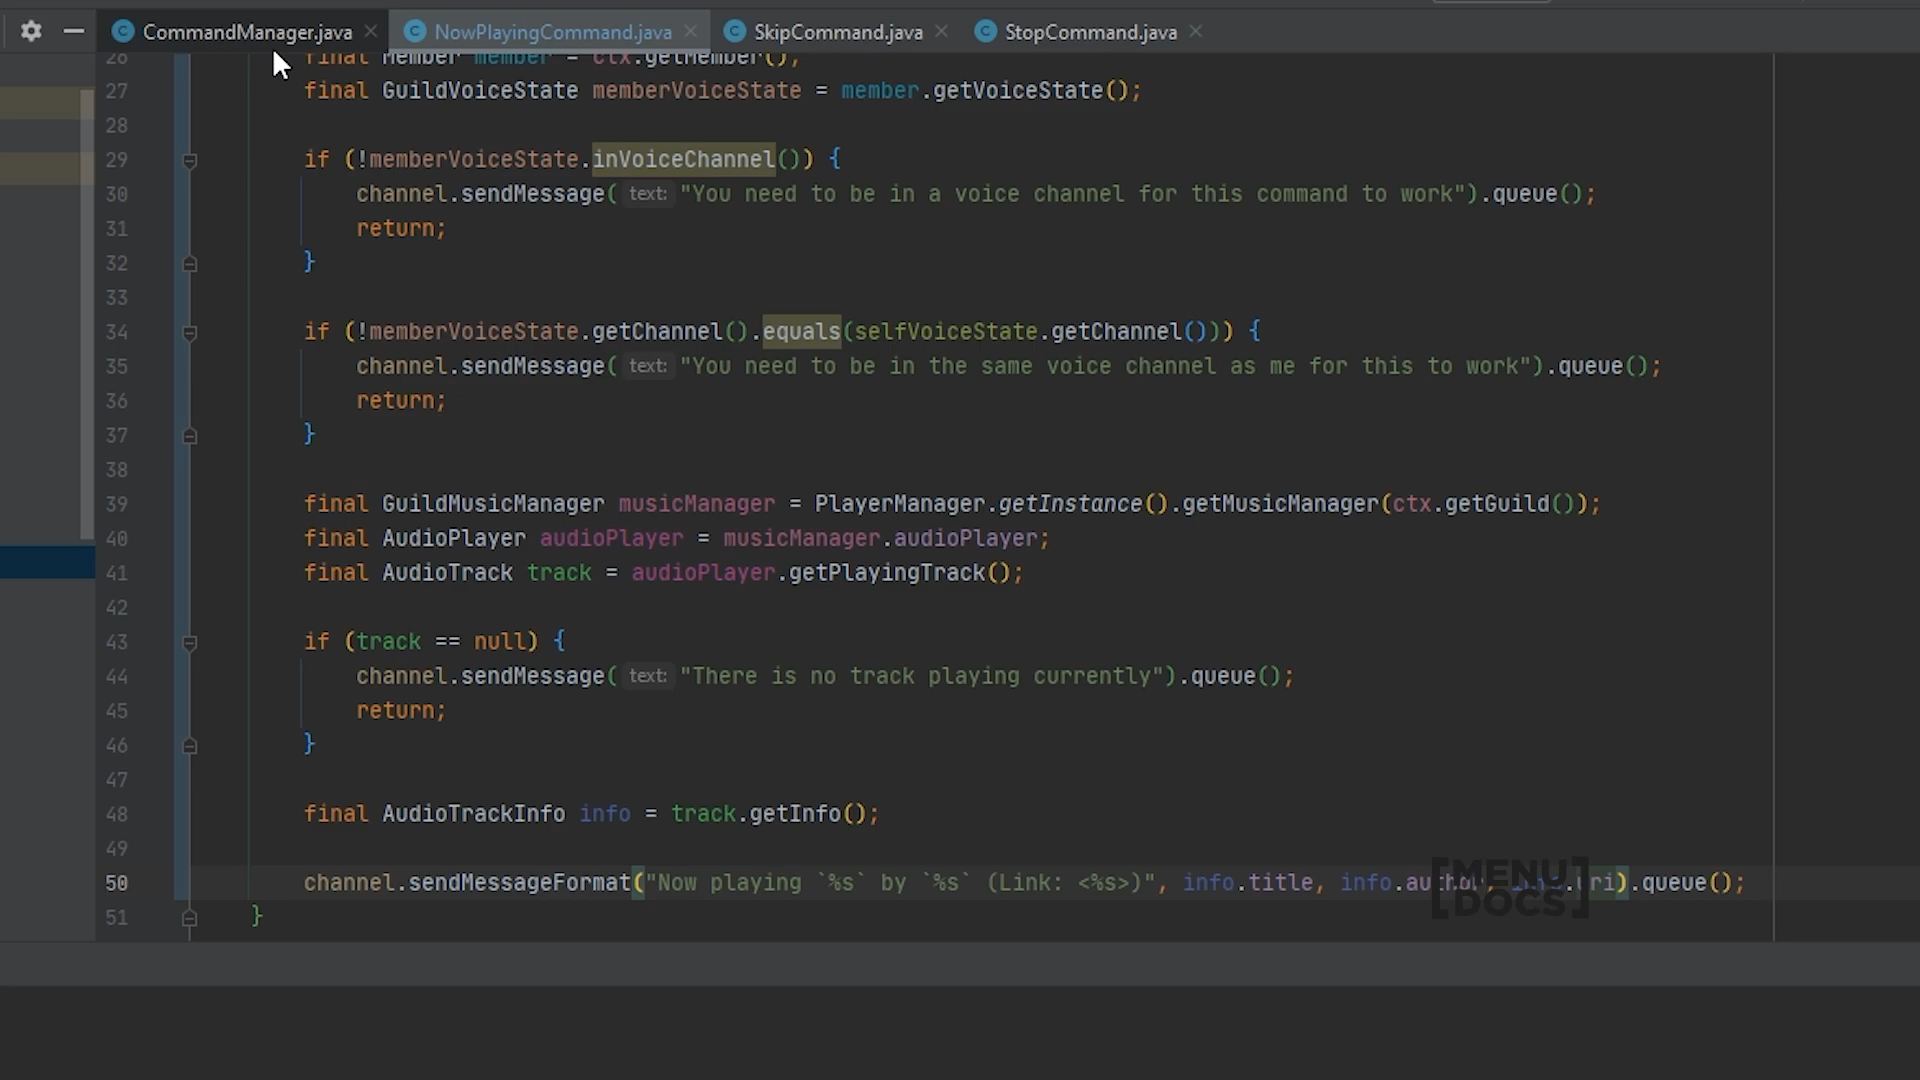 CommandManager.java NowPlayingCommand.java SkipCommand.java StopCommand.java
26 final Member member = ctx.getMember();
27 final GuildVoiceState memberVoiceState = member.getVoiceState();
28
29 if (!memberVoiceState.inVoiceChannel()) {
30 channel.sendMessage( text: "You need to be in a voice channel for this command to work").queue();
31 return;
32 }
33
34 if (!memberVoiceState.getChannel().equals(selfVoiceState.getChannel())) {
35 channel.sendMessage( text: "You need to be in the same voice channel as me for this to work").queue();
36 return;
37 }
38
39 final GuildMusicManager musicManager = PlayerManager.getInstance().getMusicManager(ctx.getGuild());
40 final AudioPlayer audioPlayer = musicManager.audioPlayer;
41 final AudioTrack track = audioPlayer.getPlayingTrack();
42
43 if (track == null) {
44 channel.sendMessage( text: "There is no track playing currently").queue();
45 return;
46 }
47
48 final AudioTrackInfo info = track.getInfo();
49
50 channel.sendMessageFormat("Now playing `%s` by `%s` (Link: <%s>)", info.title, info.author, info.uri).queue();
51 }
[MENU
DOCS]